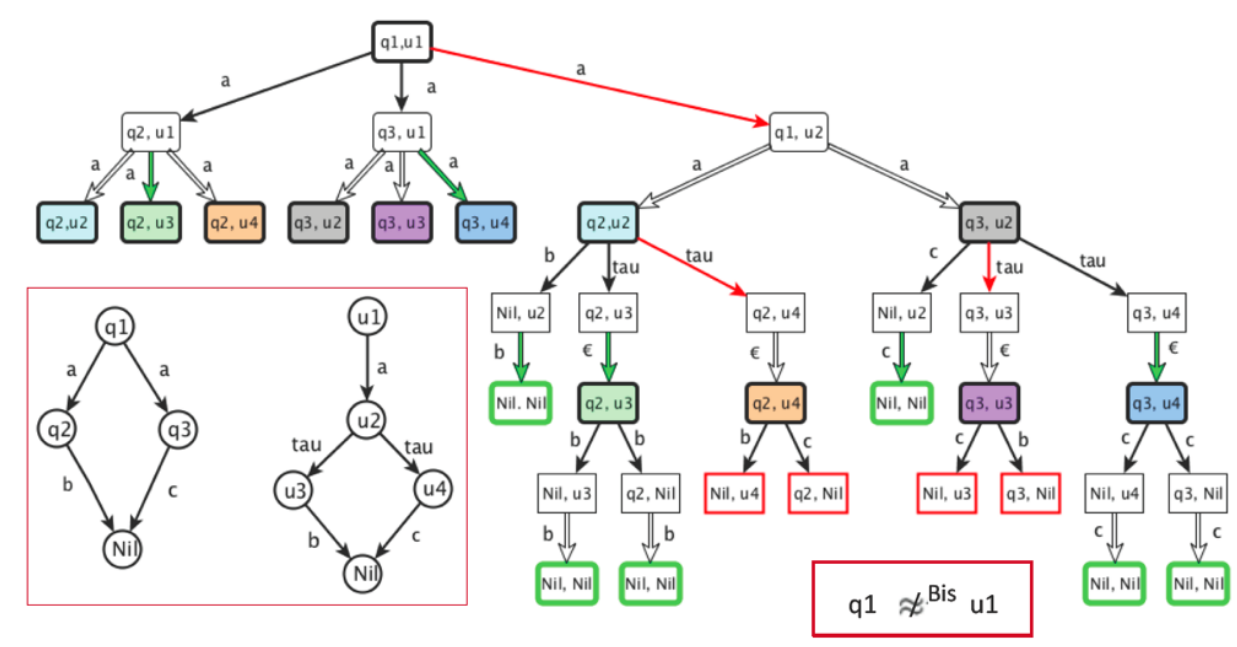 q1,u1
a
a
a
q2, u1
q3, u1
q1, u2
a
a
a
a
a
a
a
a
q2,u2
q2, u3
q2, u4
q3, u2
q3, u3
q3, u4
q2,u2
q3, u2
b
tau
tau
c
tau
tau
Nil, u2
q2, u3
q2, u4
Nil, u2
q3, u3
q3, u4
b
€
€
c
€
€
Nil. Nil
q2, u3
q2, u4
Nil, Nil
q3, u3
q3, u4
b
b
b
c
c
b
c
c
Nil, u3
q2, Nil
Nil, u4
q2, Nil
Nil, u3
q3, Nil
Nil, u4
q3, Nil
b
b
c
c
Nil, Nil
Nil, Nil
Nil, Nil
Nil, Nil
q1
a
a
q2
q3
b
c
Nil
u1
a
u2
tau
tau
u3
u4
b
c
Nil
q1 ≉ Bis u1